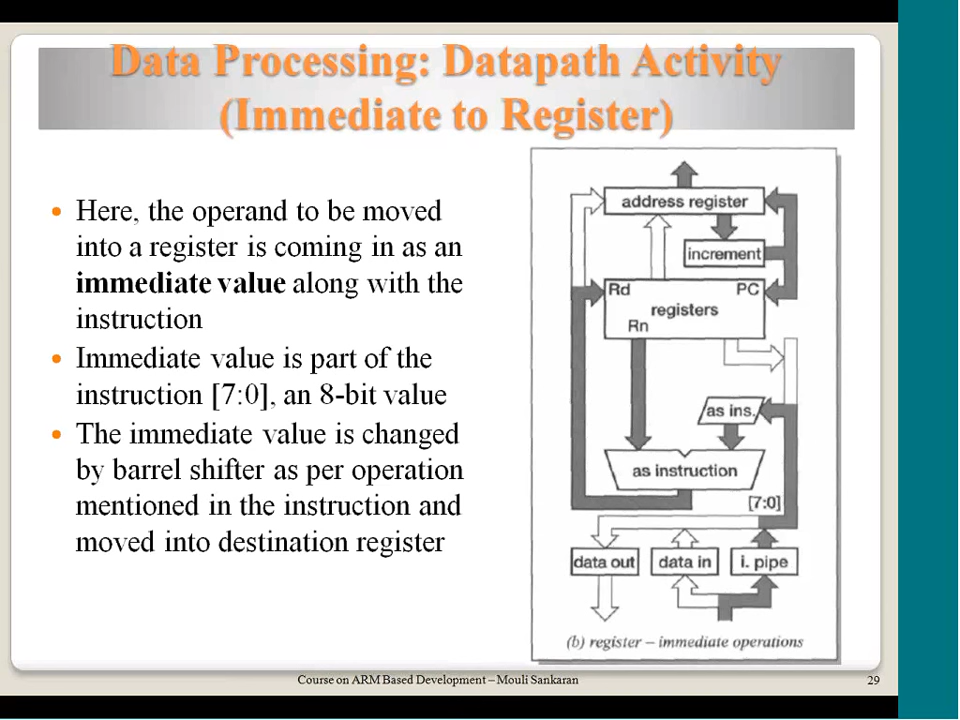 Data Processing: Datapath Activity
(Immediate to Register)
• Here, the operand to be moved
into a register is coming in as an
immediate value along with the
instruction
• Immediate value is part of the
instruction [7:0], an 8-bit value
• The immediate value is changed
by barrel shifter as per operation
mentioned in the instruction and
moved into destination register
address register
increment
Rd PC
registers
Rn
as ins.
as instruction
[7:0]
data out data in i. pipe
(b) register – immediate operations
Course on ARM Based Development – Mouli Sankaran
29